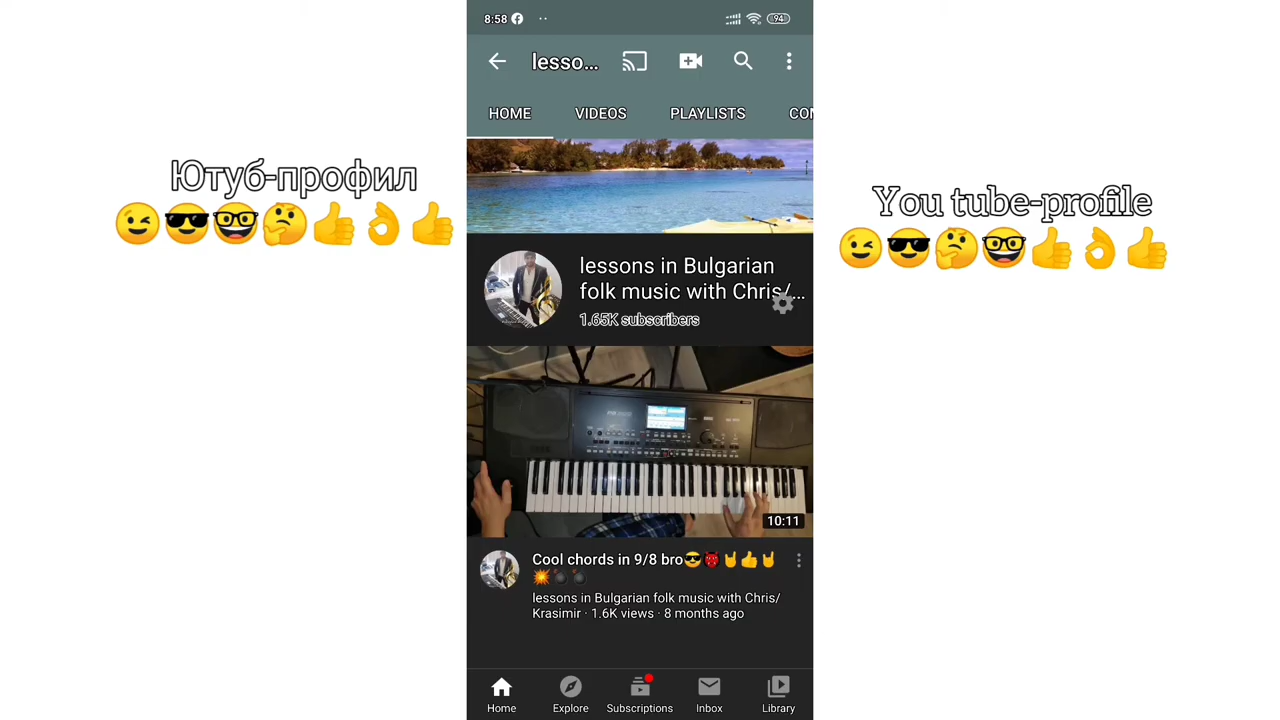 8:58
94
lesso...
HOME VIDEOS PLAYLISTS COM
Ютуб-профил
😉😎🤓🤔👍👌👍
You tube-profile
😉😎🤔🤓👍👌👍
lessons in Bulgarian
folk music with Chris/...
1.65K subscribers
10:11
Cool chords in 9/8 bro😎👹🤘👍🤘
💥💣💣
lessons in Bulgarian folk music with Chris/
Krasimir · 1.6K views · 8 months ago
Home Explore Subscriptions Inbox Library